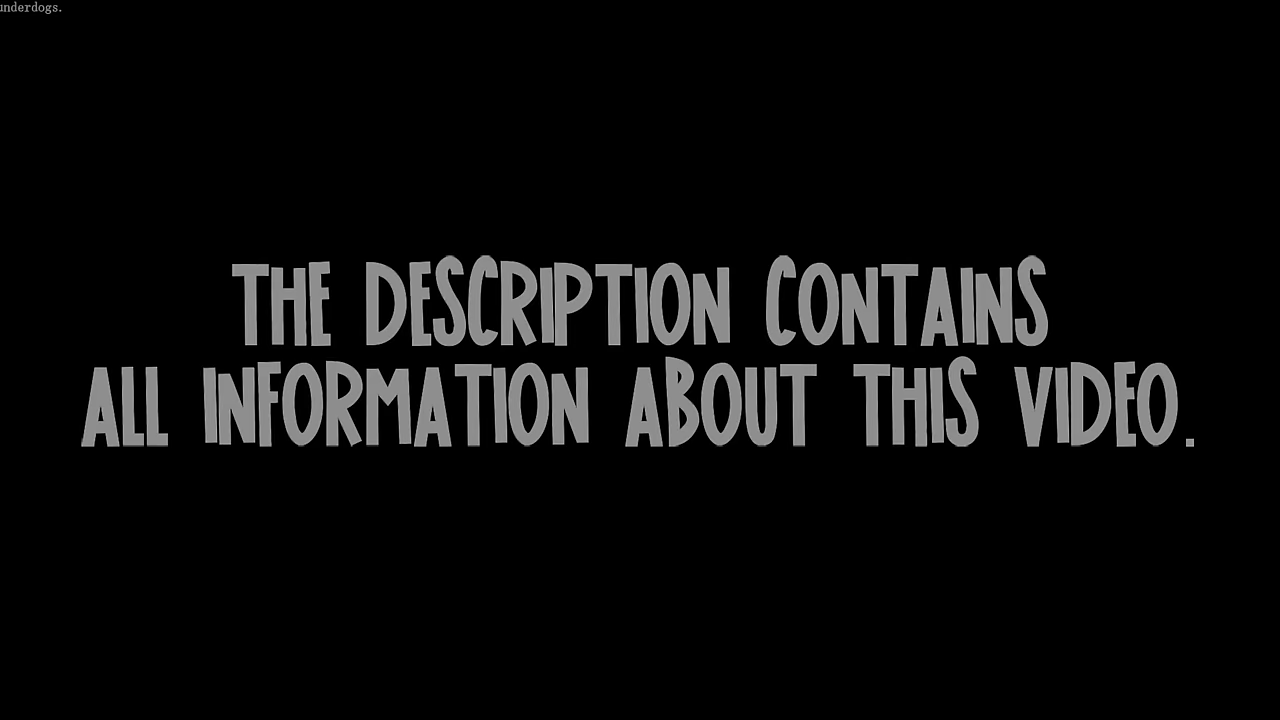 underdogs.
THE DESCRIPTION CONTAINS
ALL INFORMATION ABOUT THIS VIDEO.